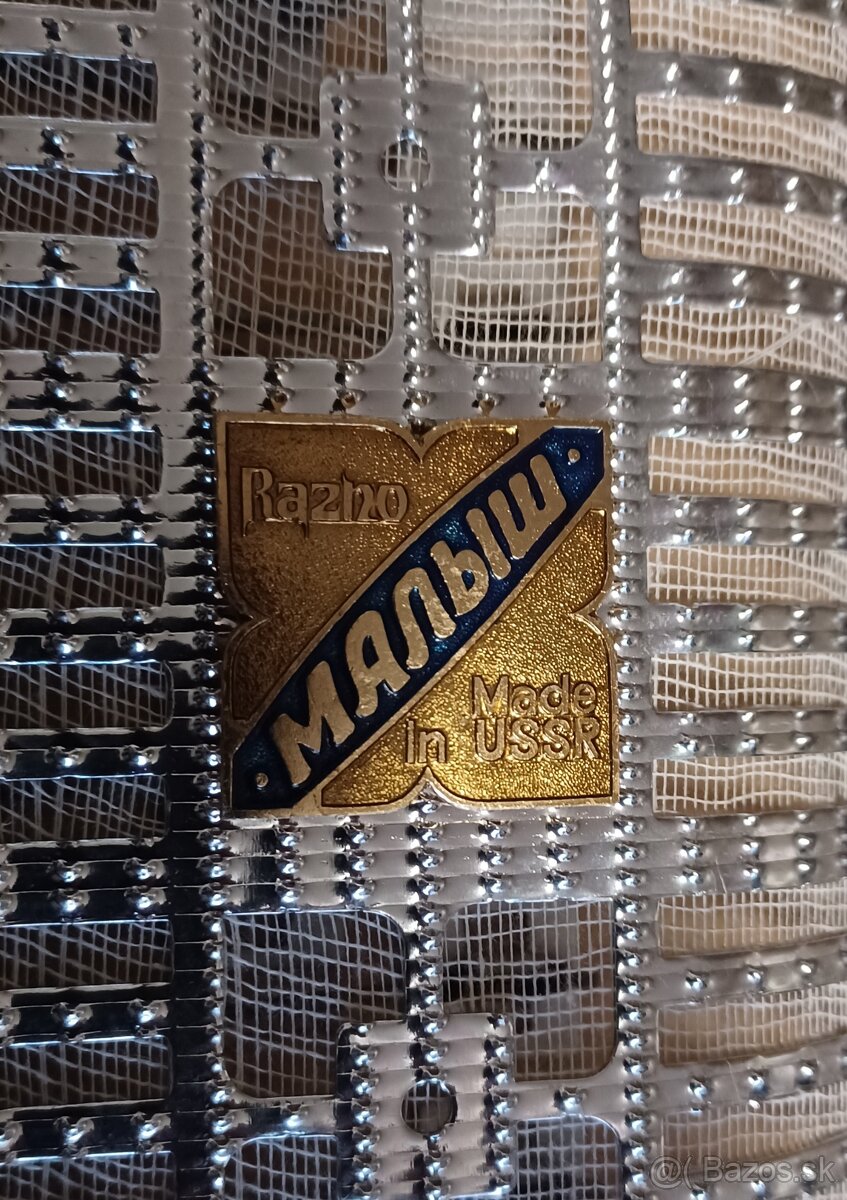 Razno
МАЛЫШ
Made
in USSR
@( Bazos.sk